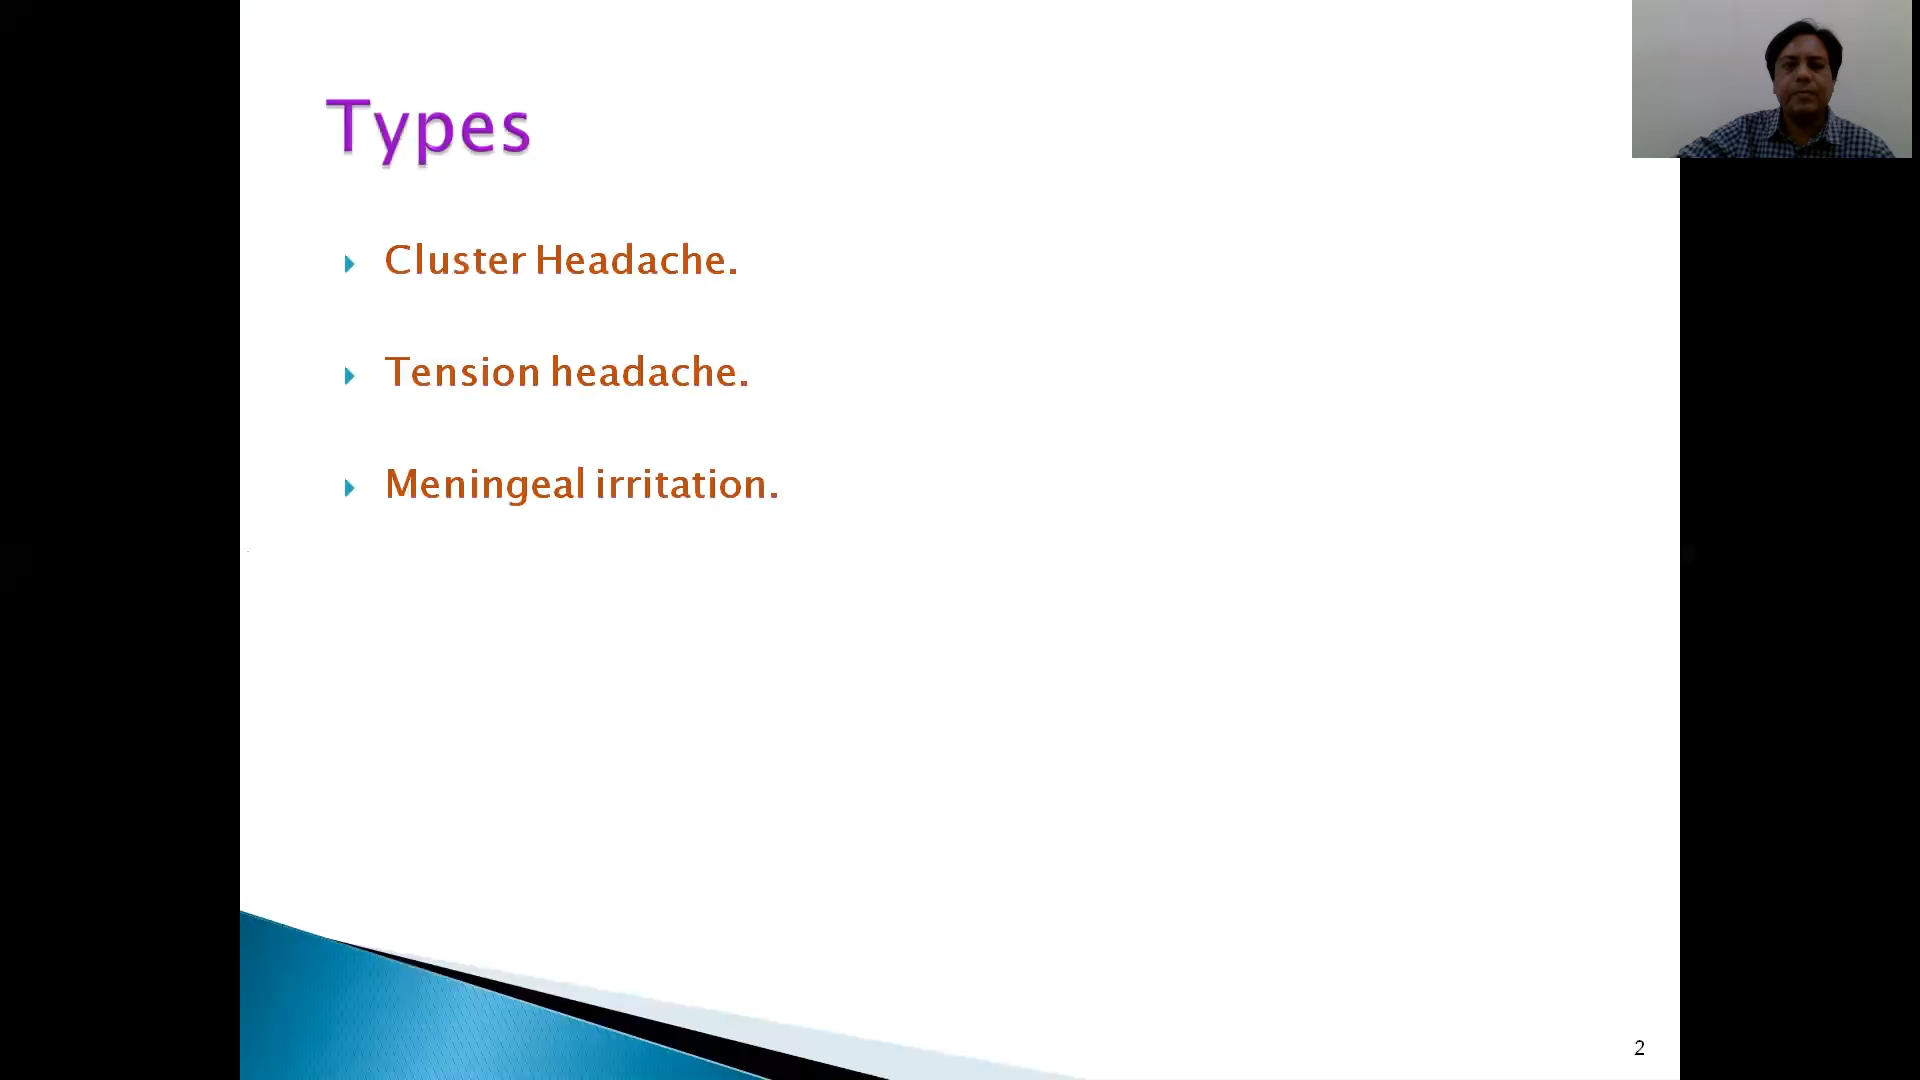 Types
Cluster Headache.
Tension headache.
Meningeal irritation.
2